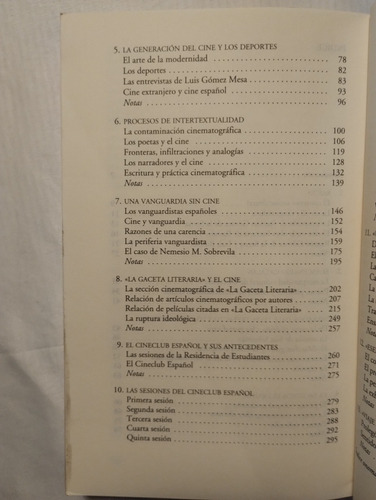 5. LA GENERACIÓN DEL CINE Y LOS DEPORTES
El arte de la modernidad 78
Los deportes 82
Las entrevistas de Luis Gómez Mesa 83
Cine extranjero y cine español 93
Notas 96
6. PROCESOS DE INTERTEXTUALIDAD
La contaminación cinematográfica 100
Los poetas y el cine 106
Fronteras, infiltraciones y analogías 119
Los narradores y el cine 128
Escritura y práctica cinematográfica 132
Notas 139
7. UNA VANGUARDIA SIN CINE
Los vanguardistas españoles 146
Cine y vanguardia 152
Razones de una carencia 154
La periferia vanguardista 159
El caso de Nemesio M. Sobrevila 175
Notas 195
8. «LA GACETA LITERARIA» Y EL CINE
La sección cinematográfica de «La Gaceta Literaria» 202
Relación de artículos cinematográficos por autores 207
Relación de películas citadas en «La Gaceta Literaria» 215
La ruptura ideológica 249
Notas 257
9. EL CINECLUB ESPAÑOL Y SUS ANTECEDENTES
Las sesiones de la Residencia de Estudiantes 260
El Cineclub Español 271
Notas 275
10. LAS SESIONES DEL CINECLUB ESPAÑOL
Primera sesión 279
Segunda sesión 283
Tercera sesión 288
Cuarta sesión 292
Quinta sesión 295